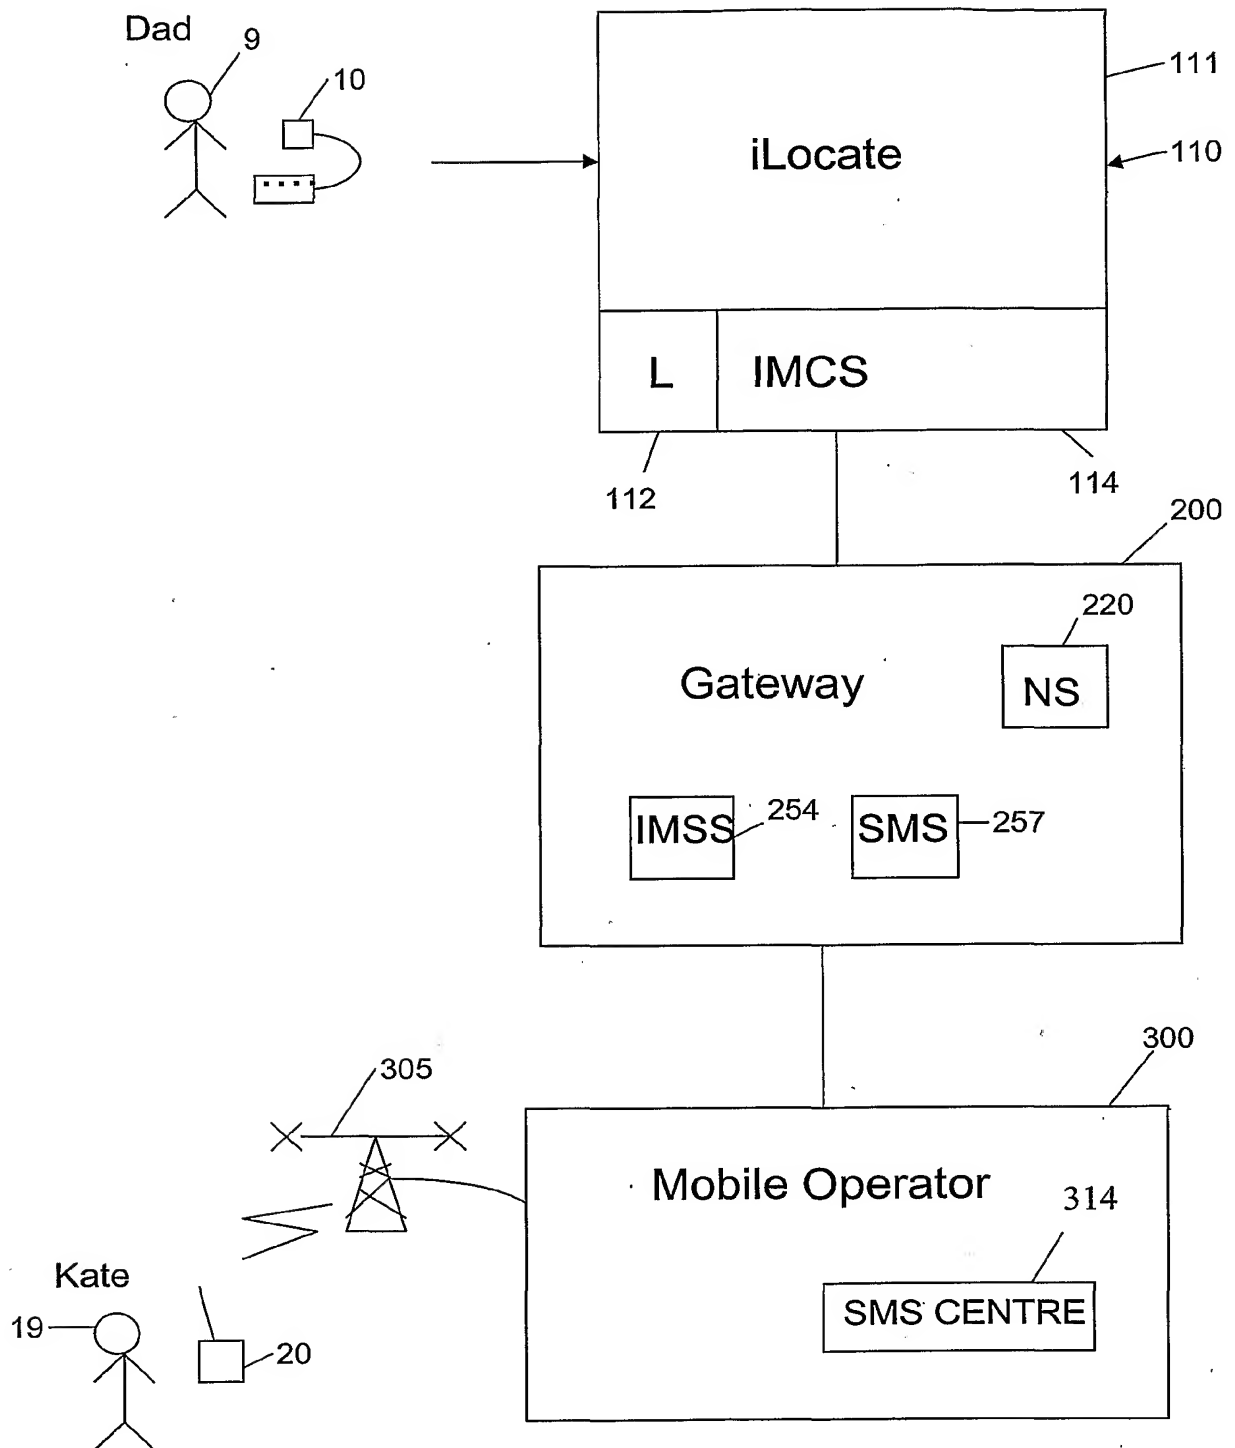 Dad
9
10
111
iLocate
110
L
IMCS
112
114
200
220
Gateway
NS
IMSS
254
SMS
257
300
305
Mobile Operator
314
Kate
SMS CENTRE
19
20